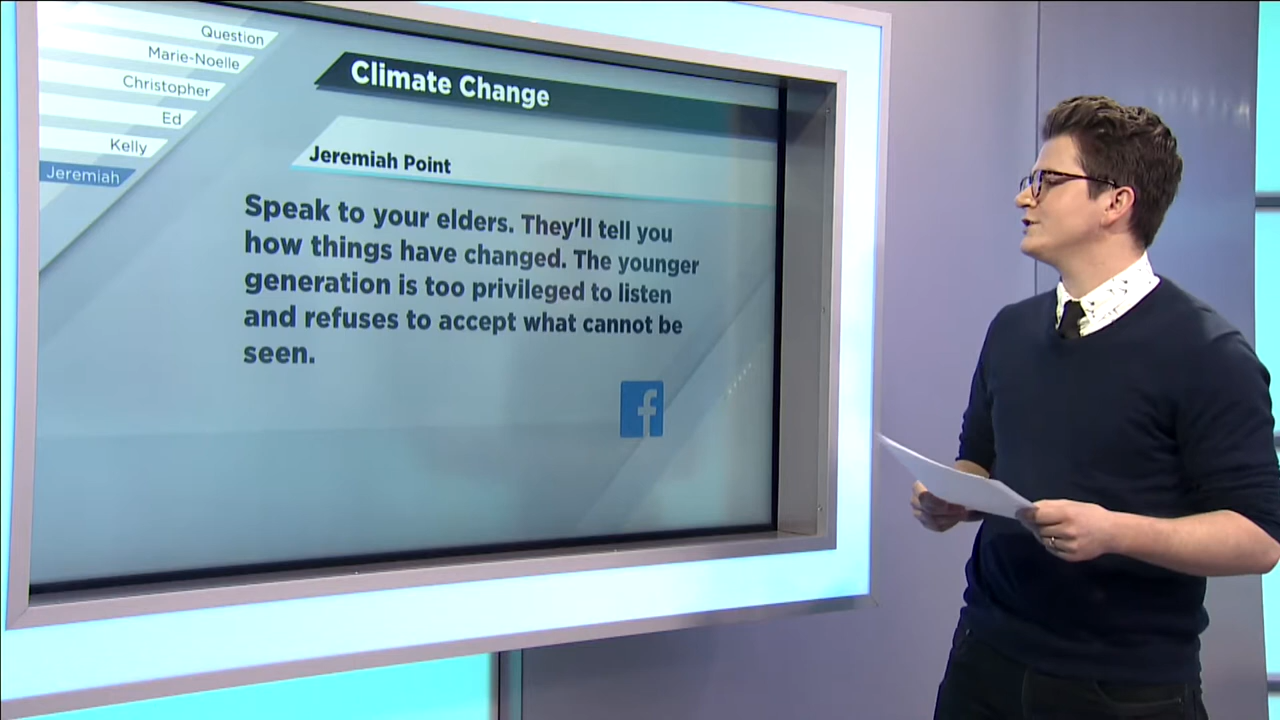 Question
Marie-Noelle
Christopher
Ed
Kelly
Jeremiah
Climate Change
Jeremiah Point
Speak to your elders. They'll tell you
how things have changed. The younger
generation is too privileged to listen
and refuses to accept what cannot be
seen.
f